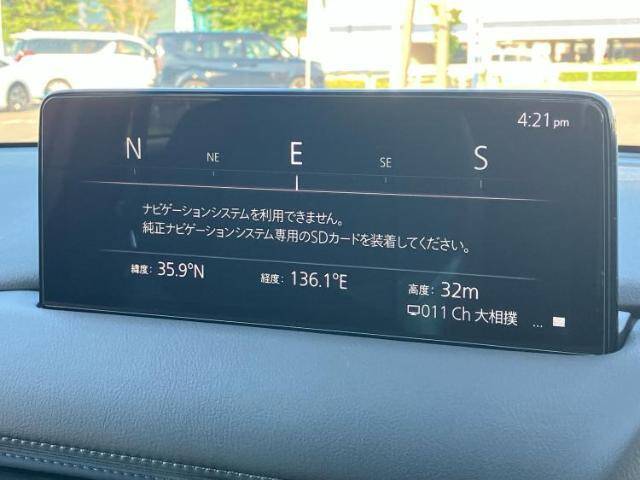 4:21 pm
N NE E SE S
ナビゲーションシステムを利用できません。
純正ナビゲーションシステム専用のSDカードを装着してください。
緯度: 35.9°N 経度: 136.1°E 高度: 32m
011 Ch 大相撲 ...